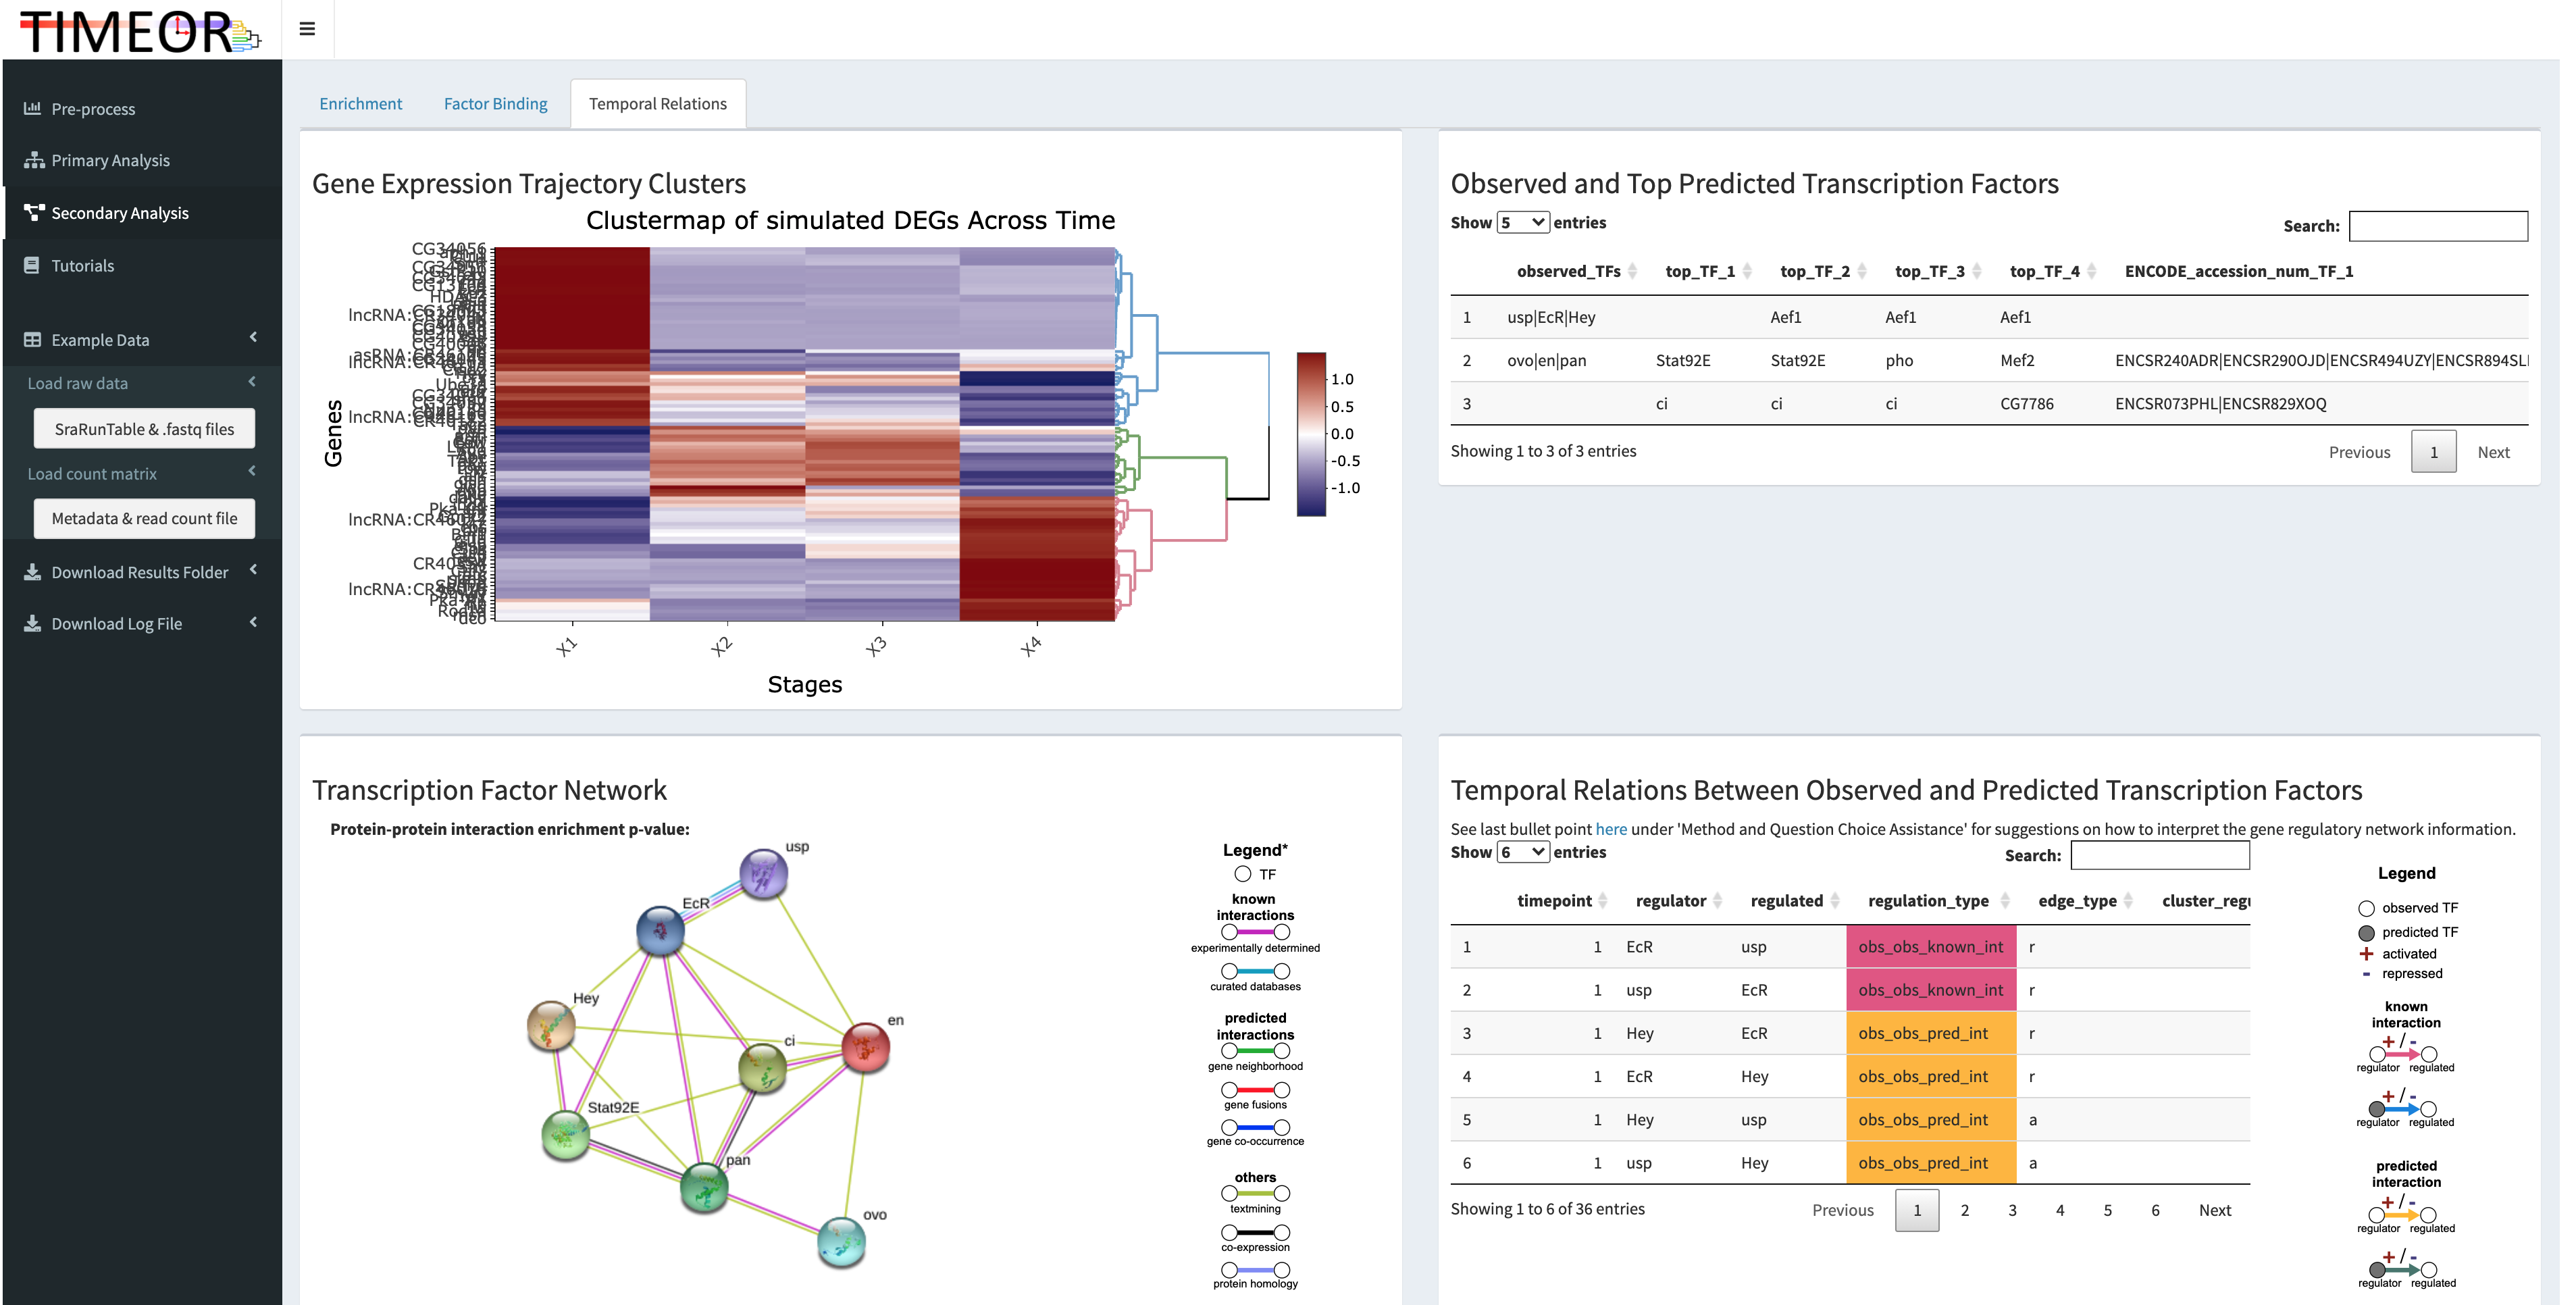 TIMEOR
Pre-process
Primary Analysis
Secondary Analysis
Tutorials
Example Data
Load raw data
SraRunTable & .fastq files
Load count matrix
Metadata & read count file
Download Results Folder
Download Log File
Enrichment Factor Binding Temporal Relations
Gene Expression Trajectory Clusters
Clustermap of simulated DEGs Across Time
CG34056
lncRNA:
lncRNA:
lncRNA:
lncRNA:
lncRNA:
Genes
X1 X2 X3 X4
Stages
1.0
0.5
0.0
-0.5
-1.0
Observed and Top Predicted Transcription Factors
Show 5 entries
Search:
observed_TFs top_TF_1 top_TF_2 top_TF_3 top_TF_4 ENCODE_accession_num_TF_1
1 usp|EcR|Hey Aef1 Aef1 Aef1
2 ovo|en|pan Stat92E Stat92E pho Mef2 ENCSR240ADR|ENCSR290OJD|ENCSR494UZY|ENCSR894SL
3 ci ci ci CG7786 ENCSR073PHL|ENCSR829XOQ
Showing 1 to 3 of 3 entries
Previous 1 Next
Transcription Factor Network
Protein-protein interaction enrichment p-value:
usp
EcR
Hey
en
ci
Stat92E
pan
ovo
Legend*
TF
known
interactions
experimentally determined
curated databases
predicted
interactions
gene neighborhood
gene fusions
gene co-occurrence
others
textmining
co-expression
protein homology
Temporal Relations Between Observed and Predicted Transcription Factors
See last bullet point here under 'Method and Question Choice Assistance' for suggestions on how to interpret the gene regulatory network information.
Show 6 entries
Search:
timepoint regulator regulated regulation_type edge_type cluster_regu
1 1 EcR usp obs_obs_known_int r
2 1 usp EcR obs_obs_known_int r
3 1 Hey EcR obs_obs_pred_int r
4 1 EcR Hey obs_obs_pred_int r
5 1 Hey usp obs_obs_pred_int a
6 1 usp Hey obs_obs_pred_int a
Showing 1 to 6 of 36 entries
Previous 1 2 3 4 5 6 Next
Legend
observed TF
predicted TF
+ activated
- repressed
known
interaction
+ / -
regulator regulated
+ / -
regulator regulated
predicted
interaction
+ / -
regulator regulated
+ / -
regulator regulated